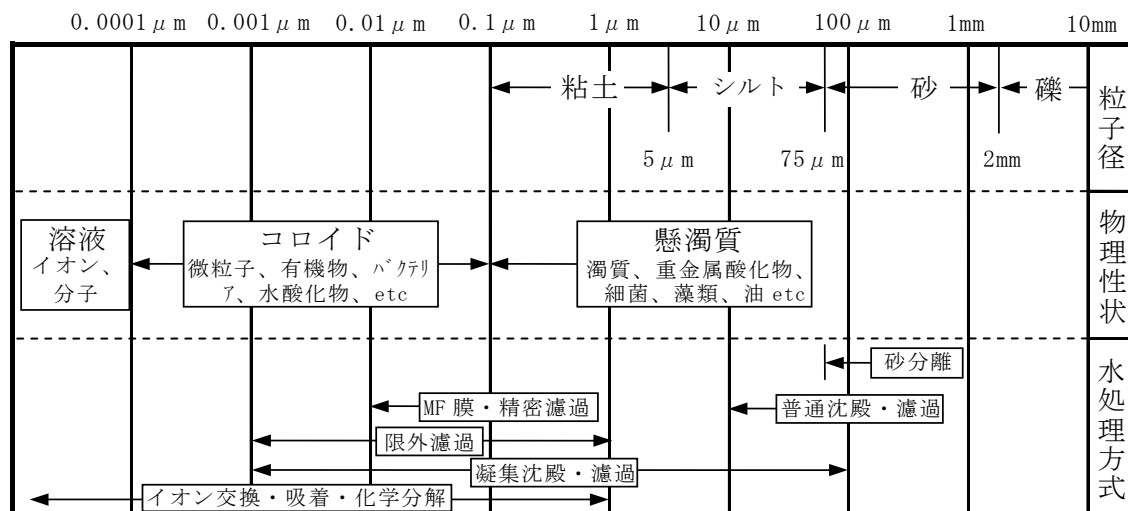 0.0001μm 0.001μm 0.01μm 0.1μm 1μm 10μm 100μm 1mm 10mm
粘土 シルト 砂 礫
5μm 75μm 2mm
粒子径
溶液
イオン、
分子
コロイド
微粒子、有機物、バクテリ
ア、水酸化物、etc
懸濁質
濁質、重金属酸化物、
細菌、藻類、油 etc
物理性状
砂分離
MF 膜・精密濾過
普通沈殿・濾過
限外濾過
凝集沈殿・濾過
イオン交換・吸着・化学分解
水処理方式